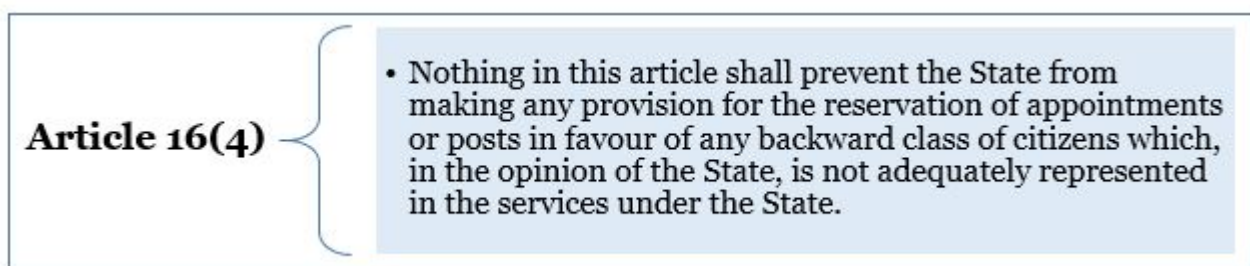 Article 16(4)
• Nothing in this article shall prevent the State from
making any provision for the reservation of appointments
or posts in favour of any backward class of citizens which,
in the opinion of the State, is not adequately represented
in the services under the State.